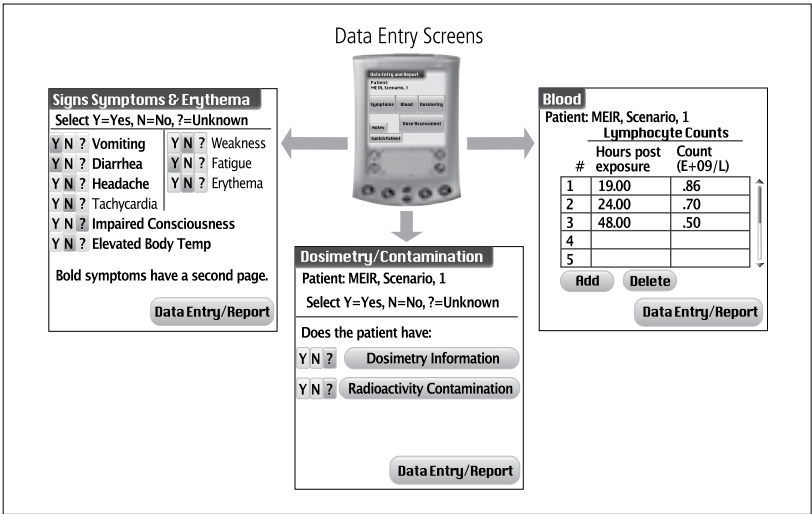 Data Entry Screens
Data Entry and Report
Patient:
MEIR, Scenario, 1
Symptoms Blood Dosimetry
Notes Dose Assessment
Switch Patient
Signs Symptoms & Erythema
Select Y=Yes, N=No, ?=Unknown
Y N ? Vomiting Y N ? Weakness
Y N ? Diarrhea Y N ? Fatigue
Y N ? Headache Y N ? Erythema
Y N ? Tachycardia
Y N ? Impaired Consciousness
Y N ? Elevated Body Temp
Bold symptoms have a second page.
Data Entry/Report
Dosimetry/Contamination
Patient: MEIR, Scenario, 1
Select Y=Yes, N=No, ?=Unknown
Does the patient have:
Y N ? Dosimetry Information
Y N ? Radioactivity Contamination
Data Entry/Report
Blood
Patient: MEIR, Scenario, 1
Lymphocyte Counts
Hours post Count
# exposure (E+09/L)
1 19.00 .86
2 24.00 .70
3 48.00 .50
4
5
Add Delete
Data Entry/Report